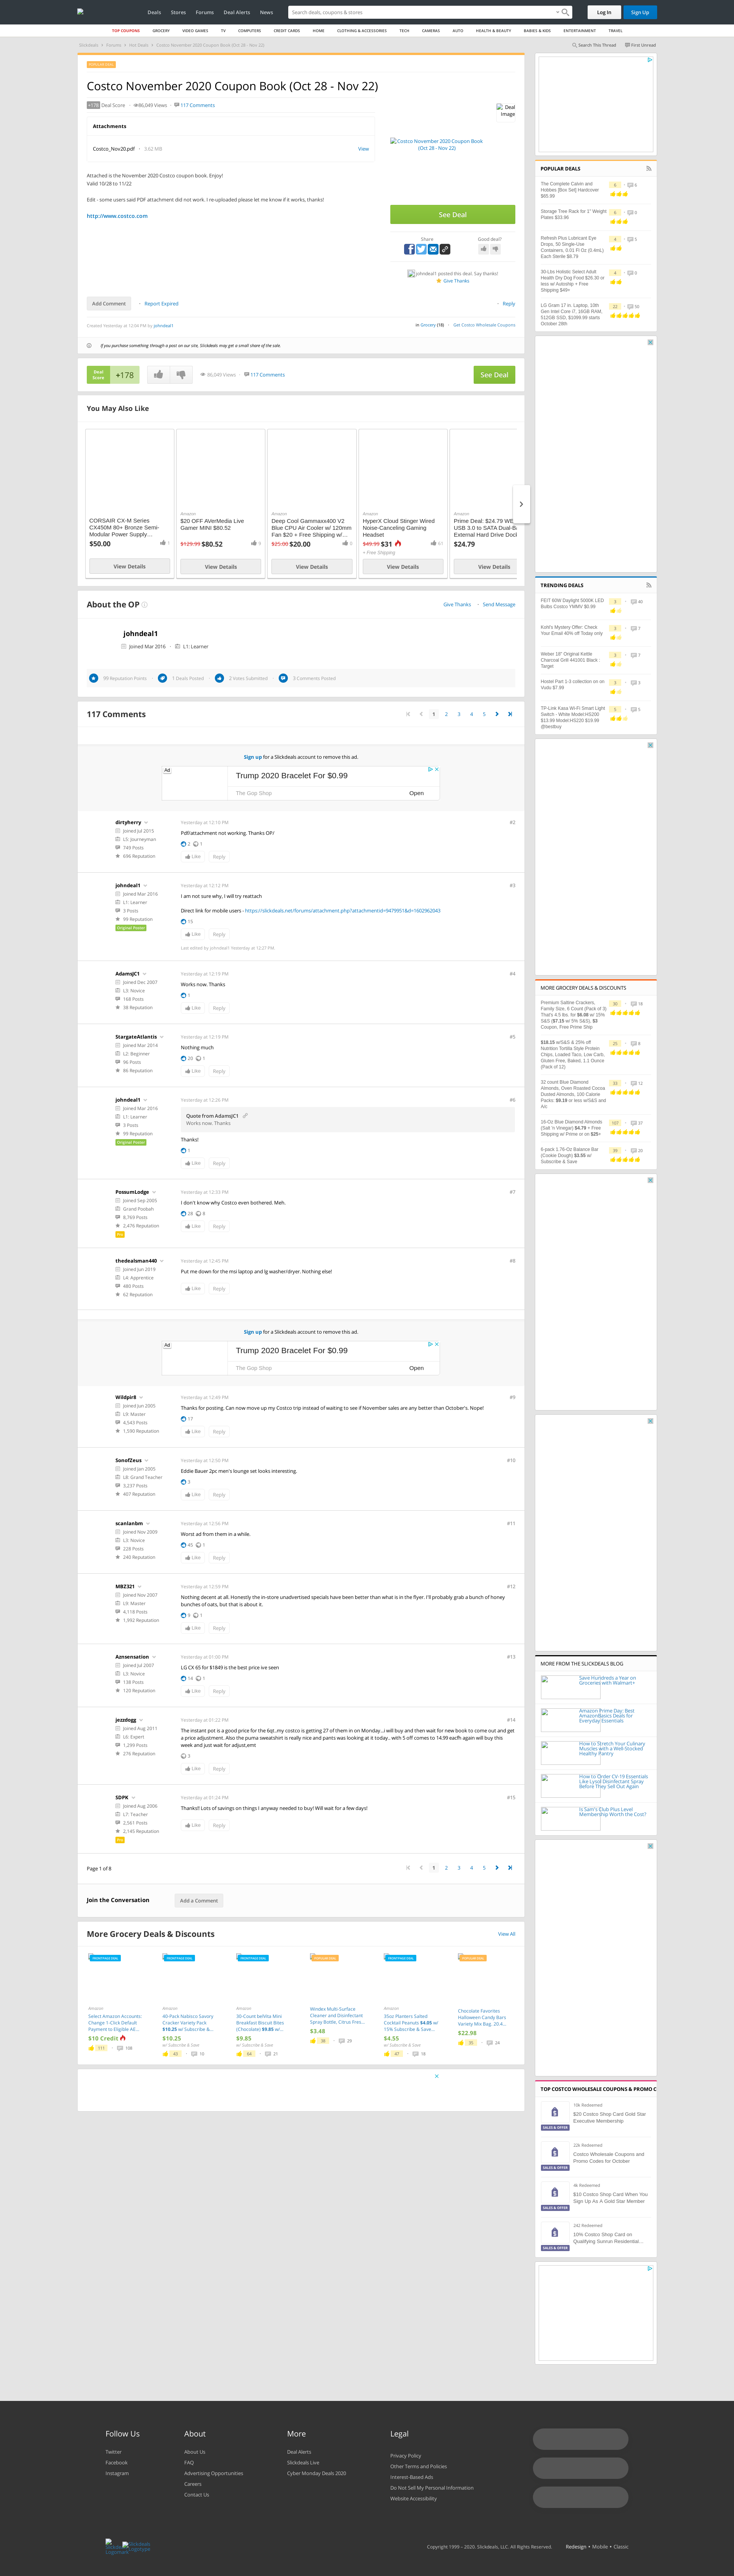 Deals Stores Forums Deal Alerts News
Search deals, coupons & stores
Log In Sign Up
TOP COUPONS GROCERY VIDEO GAMES TV COMPUTERS CREDIT CARDS HOME CLOTHING & ACCESSORIES TECH CAMERAS AUTO HEALTH & BEAUTY BABIES & KIDS ENTERTAINMENT TRAVEL
Slickdeals > Forums > Hot Deals > Costco November 2020 Coupon Book (Oct 28 - Nov 22)
Search This Thread First Unread
POPULAR DEAL
Costco November 2020 Coupon Book (Oct 28 - Nov 22)
+178 Deal Score 86,049 Views 117 Comments
Attachments
Costco_Nov20.pdf 3.62 MB View
Attached is the November 2020 Costco coupon book. Enjoy!
Valid 10/28 to 11/22
Edit - some users said PDF attachment did not work. I re-uploaded please let me know if it works, thanks!
http://www.costco.com
Deal Image
Costco November 2020 Coupon Book (Oct 28 - Nov 22)
See Deal
Share
Good deal?
johndeal1 posted this deal. Say thanks!
Give Thanks
Add Comment Report Expired Reply
Created Yesterday at 12:04 PM by johndeal1
in Grocery (18) Get Costco Wholesale Coupons
If you purchase something through a post on our site, Slickdeals may get a small share of the sale.
Deal Score +178
86,049 Views 117 Comments
See Deal
You May Also Like
CORSAIR CX-M Series CX450M 80+ Bronze Semi-Modular Power Supply...
$50.00 1
View Details
Amazon
$20 OFF AVerMedia Live Gamer MINI $80.52
$129.99 $80.52
View Details
Amazon
Deep Cool Gammaxx400 V2 Blue CPU Air Cooler w/ 120mm Fan $20 + Free Shipping w/...
$25.00 $20.00 0
View Details
Amazon
HyperX Cloud Stinger Wired Noise-Canceling Gaming Headset
$49.99 $31
+ Free Shipping
View Details
Amazon
Prime Deal: $24.79 WE
USB 3.0 to SATA Dual-Ba
External Hard Drive Dock
$24.79
View Details
About the OP
Give Thanks Send Message
johndeal1
Joined Mar 2016 L1: Learner
99 Reputation Points 1 Deals Posted 2 Votes Submitted 3 Comments Posted
117 Comments
1 2 3 4 5
Sign up for a Slickdeals account to remove this ad.
Ad
Trump 2020 Bracelet For $0.99
The Gop Shop Open
dirtyherry
Joined Jul 2015
L5: Journeyman
749 Posts
696 Reputation
Yesterday at 12:10 PM #2
Pdf/attachment not working. Thanks OP/
2 1
Like Reply
johndeal1
Joined Mar 2016
L1: Learner
3 Posts
99 Reputation
Original Poster
Yesterday at 12:12 PM #3
I am not sure why, I will try reattach
Direct link for mobile users - https://slickdeals.net/forums/attachment.php?attachmentid=9479951&d=1602962043
15
Like Reply
Last edited by johndeal1 Yesterday at 12:27 PM.
AdamsJC1
Joined Dec 2007
L3: Novice
168 Posts
38 Reputation
Yesterday at 12:19 PM #4
Works now. Thanks
1
Like Reply
StargateAtlantis
Joined Mar 2014
L2: Beginner
96 Posts
86 Reputation
Yesterday at 12:19 PM #5
Nothing much
20 1
Like Reply
johndeal1
Joined Mar 2016
L1: Learner
3 Posts
99 Reputation
Original Poster
Yesterday at 12:26 PM #6
Quote from AdamsJC1
Works now. Thanks
Thanks!
1
Like Reply
PossumLodge
Joined Sep 2005
Grand Poobah
8,769 Posts
2,476 Reputation
Pro
Yesterday at 12:33 PM #7
I don't know why Costco even bothered. Meh.
28 8
Like Reply
thedealsman440
Joined Jun 2019
L4: Apprentice
480 Posts
62 Reputation
Yesterday at 12:45 PM #8
Put me down for the msi laptop and lg washer/dryer. Nothing else!
Like Reply
Sign up for a Slickdeals account to remove this ad.
Ad
Trump 2020 Bracelet For $0.99
The Gop Shop Open
Wildpir8
Joined Jun 2005
L9: Master
4,543 Posts
1,590 Reputation
Yesterday at 12:49 PM #9
Thanks for posting. Can now move up my Costco trip instead of waiting to see if November sales are any better than October's. Nope!
17
Like Reply
SonofZeus
Joined Jan 2005
L8: Grand Teacher
3,237 Posts
407 Reputation
Yesterday at 12:50 PM #10
Eddie Bauer 2pc men's lounge set looks interesting.
3
Like Reply
scanlanbm
Joined Nov 2009
L3: Novice
228 Posts
240 Reputation
Yesterday at 12:56 PM #11
Worst ad from them in a while.
45 1
Like Reply
MBZ321
Joined Nov 2007
L9: Master
4,118 Posts
1,992 Reputation
Yesterday at 12:59 PM #12
Nothing decent at all. Honestly the in-store unadvertised specials have been better than what is in the flyer. I'll probably grab a bunch of honey bunches of oats, but that is about it.
9 1
Like Reply
Aznsensation
Joined Jul 2007
L3: Novice
138 Posts
120 Reputation
Yesterday at 01:00 PM #13
LG CX 65 for $1849 is the best price ive seen
14 1
Like Reply
jezzdogg
Joined Aug 2011
L6: Expert
1,299 Posts
276 Reputation
Yesterday at 01:22 PM #14
The instant pot is a good price for the 6qt..my costco is getting 27 of them in on Monday...I will buy and then wait for new book to come out and get a price adjustment. Also the puma sweatshirt is really nice and pants was looking at it today.. with 5 off comes to 14.99 each again will buy this week and just wait for adjust,emt
3
Like Reply
SDPK
Joined Aug 2006
L7: Teacher
2,561 Posts
2,145 Reputation
Pro
Yesterday at 01:24 PM #15
Thanks! Lots of savings on things I anyway needed to buy! Will wait for a few days!
Like Reply
Page 1 of 8
1 2 3 4 5
Join the Conversation Add a Comment
More Grocery Deals & Discounts View All
Amazon
Select Amazon Accounts: Change 1-Click Default Payment to Eligible AE...
$10 Credit
111 108
Amazon
40-Pack Nabisco Savory Cracker Variety Pack $10.25 w/ Subscribe &...
$10.25
w/ Subscribe & Save
43 10
Amazon
30-Count belVita Mini Breakfast Biscuit Bites (Chocolate) $9.85 w/...
$9.85
w/ Subscribe & Save
64 21
Windex Multi-Surface Cleaner and Disinfectant Spray Bottle, Citrus Fres...
$3.48
38 29
Amazon
35oz Planters Salted Cocktail Peanuts $4.55 w/ 15% Subscribe & Save...
$4.55
w/ Subscribe & Save
47 18
Chocolate Favorites Halloween Candy Bars Variety Mix Bag, 20.4...
$22.98
35 24
POPULAR DEALS
The Complete Calvin and Hobbes [Box Set] Hardcover $65.89
6 6
Storage Tree Rack for 1" Weight Plates $33.96
Refresh Plus Lubricant Eye Drops, 50 Single-Use Containers, 0.01 Fl Oz (0.4mL) Each Sterile $8.79
30-Lbs Holistic Select Adult Health Dry Dog Food $26.30 or less w/ Autoship + Free Shipping $49+
LG Gram 17 in. Laptop, 10th Gen Intel Core i7, 16GB RAM, 512GB SSD, $1099.99 starts October 28th
TRENDING DEALS
FEIT 60W Daylight 5000K LED Bulbs Costco YMMV $0.99
Kohl's Mystery Offer: Check Your Email 40% off Today only
Weber 18" Original Kettle Charcoal Grill 441001 Black : Target
Hostel Part 1-3 collection on on Vudu $7.99
TP-Link Kasa Wi-Fi Smart Light Switch - White Model:HS200 $13.99 Model:HS220 $19.99 @bestbuy
MORE GROCERY DEALS & DISCOUNTS
Premium Saltine Crackers, Family Size, 6 Count (Pack of 3) That's 4.5 lbs. for $6.08 w/ 15% S&S ($7.15 w/ 5% S&S), $3 Coupon, Free Prime Ship
$18.15 w/S&S & 25% off Nutrition Tortilla Style Protein Chips, Loaded Taco, Low Carb, Gluten Free, Baked, 1.1 Ounce (Pack of 12)
32 count Blue Diamond Almonds, Oven Roasted Cocoa Dusted Almonds, 100 Calorie Packs: $9.19 or less w/S&S and A/c
16-Oz Blue Diamond Almonds (Salt 'n Vinegar) $4.79 + Free Shipping w/ Prime or on $25+
6-pack 1.76-Oz Balance Bar (Cookie Dough) $3.55 w/ Subscribe & Save
MORE FROM THE SLICKDEALS BLOG
Save Hundreds a Year on Groceries with Walmart+
Amazon Prime Day: Best AmazonBasics Deals for Everyday Essentials
How to Stretch Your Culinary Muscles with a Well-Stocked Healthy Pantry
How to Order CV-19 Essentials Like Lysol Disinfectant Spray Before They Sell Out Again
Is Sam's Club Plus Level Membership Worth the Cost?
TOP COSTCO WHOLESALE COUPONS & PROMO C
SALES & OFFER
10k Redeemed
$20 Costco Shop Card Gold Star Executive Membership
SALES & OFFER
22k Redeemed
Costco Wholesale Coupons and Promo Codes for October
SALES & OFFER
4k Redeemed
$10 Costco Shop Card When You Sign Up As A Gold Star Member
SALES & OFFER
242 Redeemed
10% Costco Shop Card on Qualifying Sunrun Residential...
Follow Us
Twitter
Facebook
Instagram
About
About Us
FAQ
Advertising Opportunities
Careers
Contact Us
More
Deal Alerts
Slickdeals Live
Cyber Monday Deals 2020
Legal
Privacy Policy
Other Terms and Policies
Interest-Based Ads
Do Not Sell My Personal Information
Website Accessibility
Slickdeals Logomark
Slickdeals Logotype
Copyright 1999 - 2020. Slickdeals, LLC. All Rights Reserved. Redesign • Mobile • Classic